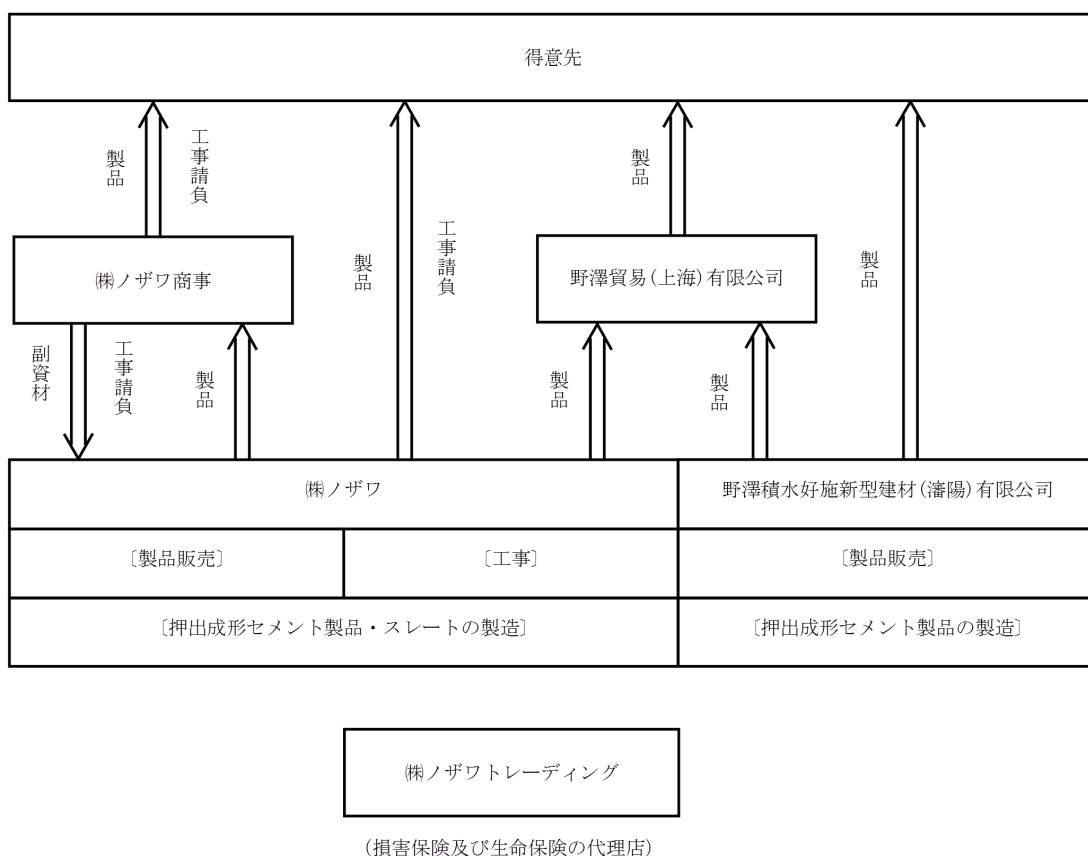 得意先
製品
工事請負
製品
工事請負
製品
製品
㈱ノザワ商事
野澤貿易(上海)有限公司
副資材
工事請負
製品
製品
製品
㈱ノザワ
野澤積水好施新型建材(瀋陽)有限公司
〔製品販売〕
〔工事〕
〔製品販売〕
〔押出成形セメント製品・スレートの製造〕
〔押出成形セメント製品の製造〕
㈱ノザワトレーディング
(損害保険及び生命保険の代理店)